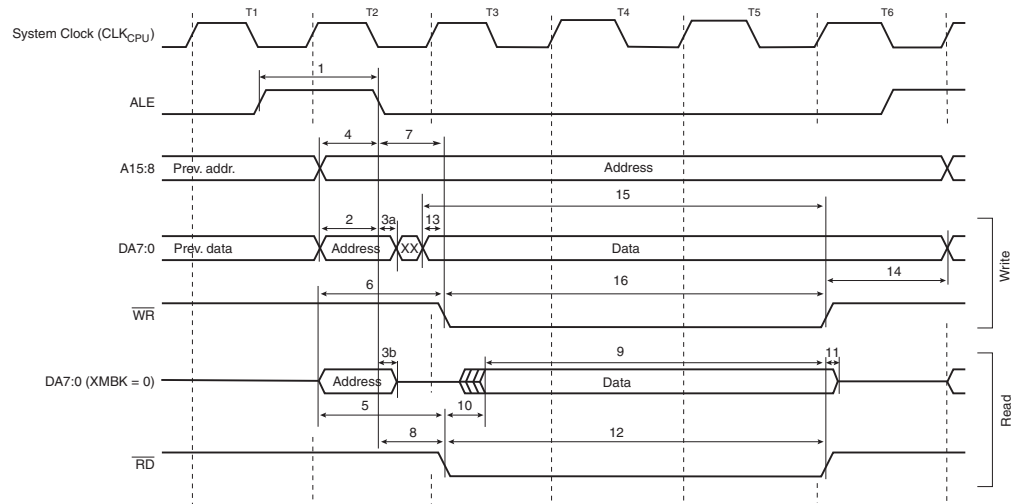 T1 T2 T3 T4 T5 T6
System Clock (CLKCPU)
1
ALE
4 7
A15:8 Prev. addr. Address
15
2 3a 13
DA7:0 Prev. data Address XX Data
14
6 16
WR
Write
3b 9 11
DA7:0 (XMBK = 0) Address Data
5 10
8 12
RD
Read